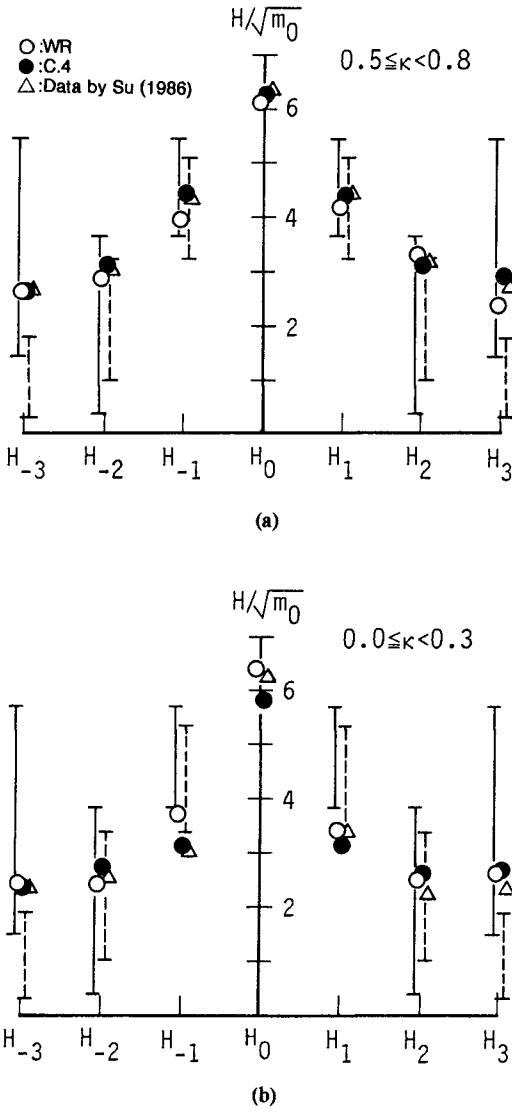 H/√m₀
○:WR
●:C.4
△:Data by Su (1986)
0.5≦κ<0.8
6
4
2
H₋₃ H₋₂ H₋₁ H₀ H₁ H₂ H₃
(a)
H/√m₀
0.0≦κ<0.3
6
4
2
H₋₃ H₋₂ H₋₁ H₀ H₁ H₂ H₃
(b)